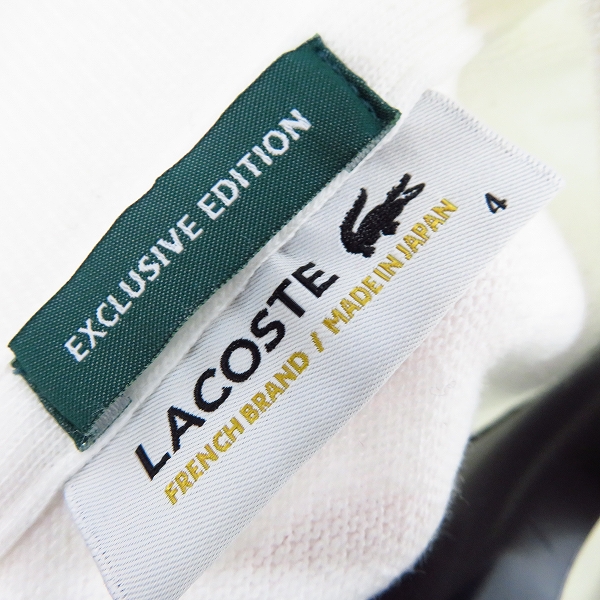 EXCLUSIVE EDITION
LACOSTE
FRENCH BRAND / MADE IN JAPAN
4